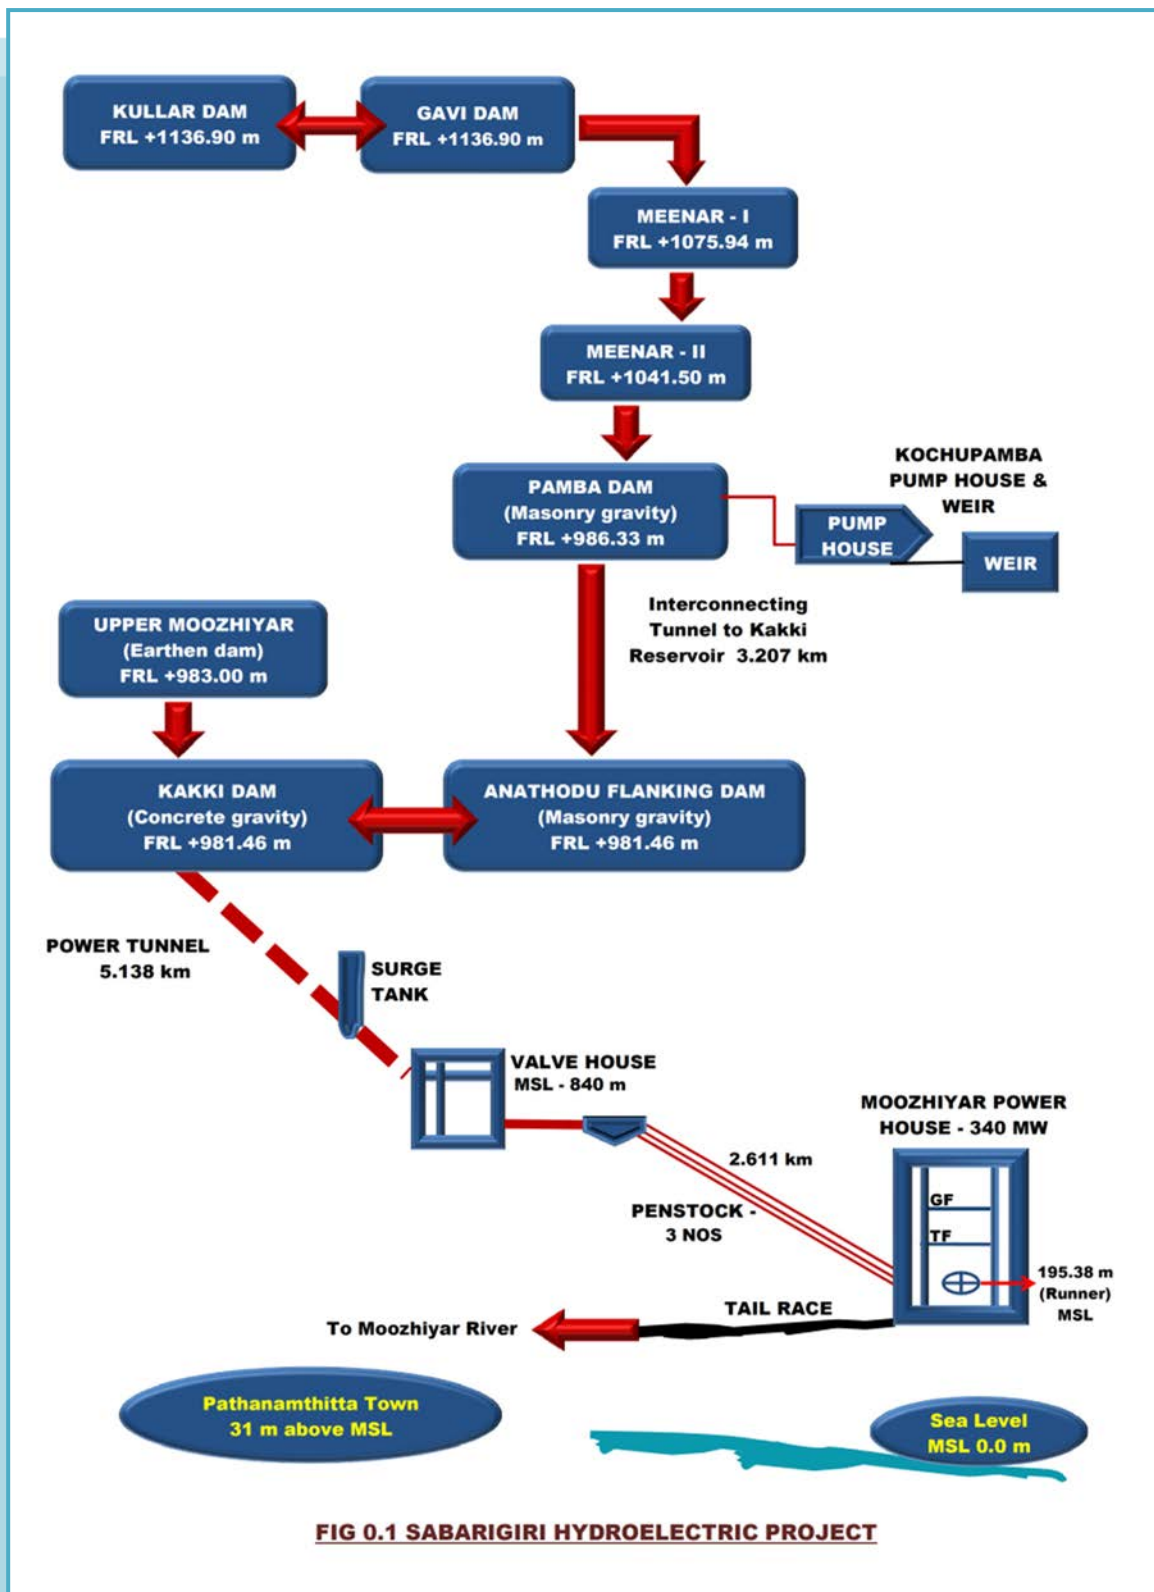 KULLAR DAM
FRL +1136.90 m
GAVI DAM
FRL +1136.90 m
MEENAR - I
FRL +1075.94 m
MEENAR - II
FRL +1041.50 m
PAMBA DAM
(Masonry gravity)
FRL +986.33 m
KOCHUPAMBA
PUMP HOUSE &
WEIR
PUMP
HOUSE
WEIR
Interconnecting
Tunnel to Kakki
Reservoir 3.207 km
UPPER MOOZHIYAR
(Earthen dam)
FRL +983.00 m
KAKKI DAM
(Concrete gravity)
FRL +981.46 m
ANATHODU FLANKING DAM
(Masonry gravity)
FRL +981.46 m
POWER TUNNEL
5.138 km
SURGE
TANK
VALVE HOUSE
MSL - 840 m
MOOZHIYAR POWER
HOUSE - 340 MW
2.611 km
PENSTOCK -
3 NOS
GF
TF
195.38 m
(Runner)
MSL
TAIL RACE
To Moozhiyar River
Pathanamthitta Town
31 m above MSL
Sea Level
MSL 0.0 m
FIG 0.1 SABARIGIRI HYDROELECTRIC PROJECT